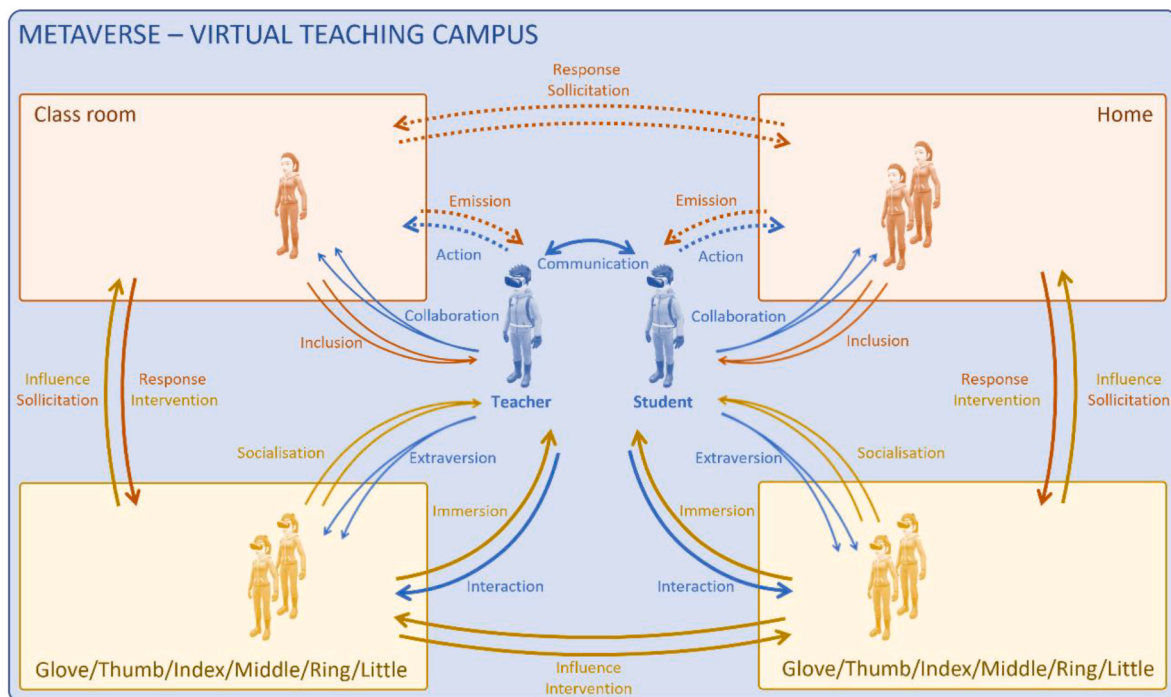 METAVERSE – VIRTUAL TEACHING CAMPUS
Response
Sollicitation
Class room
Home
Emission
Emission
Action
Communication
Action
Collaboration
Collaboration
Inclusion
Inclusion
Influence
Sollicitation
Response
Intervention
Teacher
Student
Response
Intervention
Influence
Sollicitation
Socialisation
Extraversion
Extraversion
Socialisation
Immersion
Immersion
Interaction
Interaction
Glove/Thumb/Index/Middle/Ring/Little
Influence
Intervention
Glove/Thumb/Index/Middle/Ring/Little